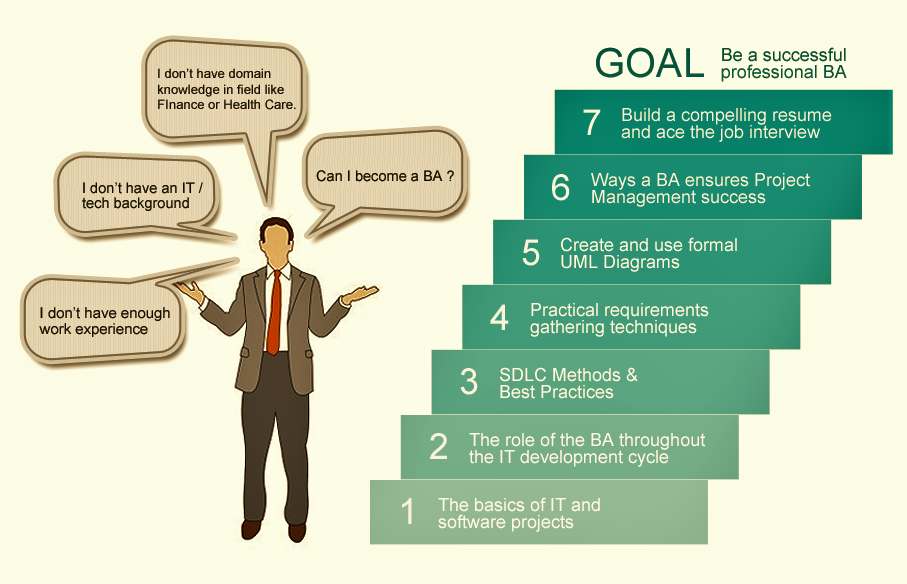 I don't have domain
knowledge in field like
FInance or Health Care.
I don't have an IT /
tech background
Can I become a BA ?
I don't have enough
work experience
GOAL
Be a successful
professional BA
7
Build a compelling resume
and ace the job interview
6
Ways a BA ensures Project
Management success
5
Create and use formal
UML Diagrams
4
Practical requirements
gathering techniques
3
SDLC Methods &
Best Practices
2
The role of the BA throughout
the IT development cycle
1
The basics of IT and
software projects